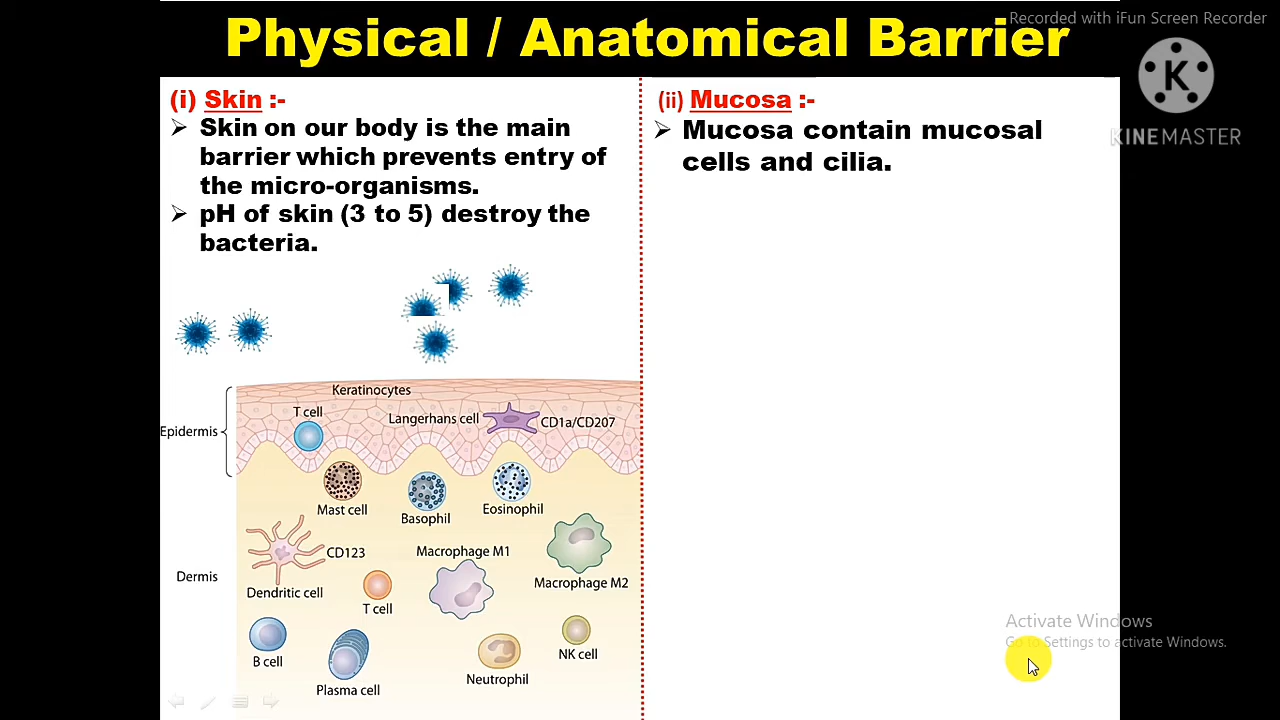 Physical / Anatomical Barrier
Recorded with iFun Screen Recorder
K
KINEMASTER
(i) Skin :-
➢ Skin on our body is the main
barrier which prevents entry of
the micro-organisms.
➢ pH of skin (3 to 5) destroy the
bacteria.
(ii) Mucosa :-
➢ Mucosa contain mucosal
cells and cilia.
Keratinocytes
T cell
Langerhans cell
CD1a/CD207
Epidermis
Mast cell
Basophil
Eosinophil
CD123
Macrophage M1
Dermis
Dendritic cell
T cell
Macrophage M2
B cell
Plasma cell
Neutrophil
NK cell
Activate Windows
Go to Settings to activate Windows.